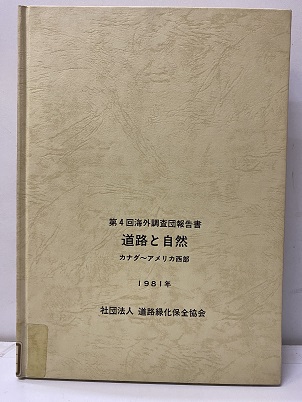 第4回海外調査団報告書
道路と自然
カナダ〜アメリカ西部
1981年
社団法人 道路緑化保全協会